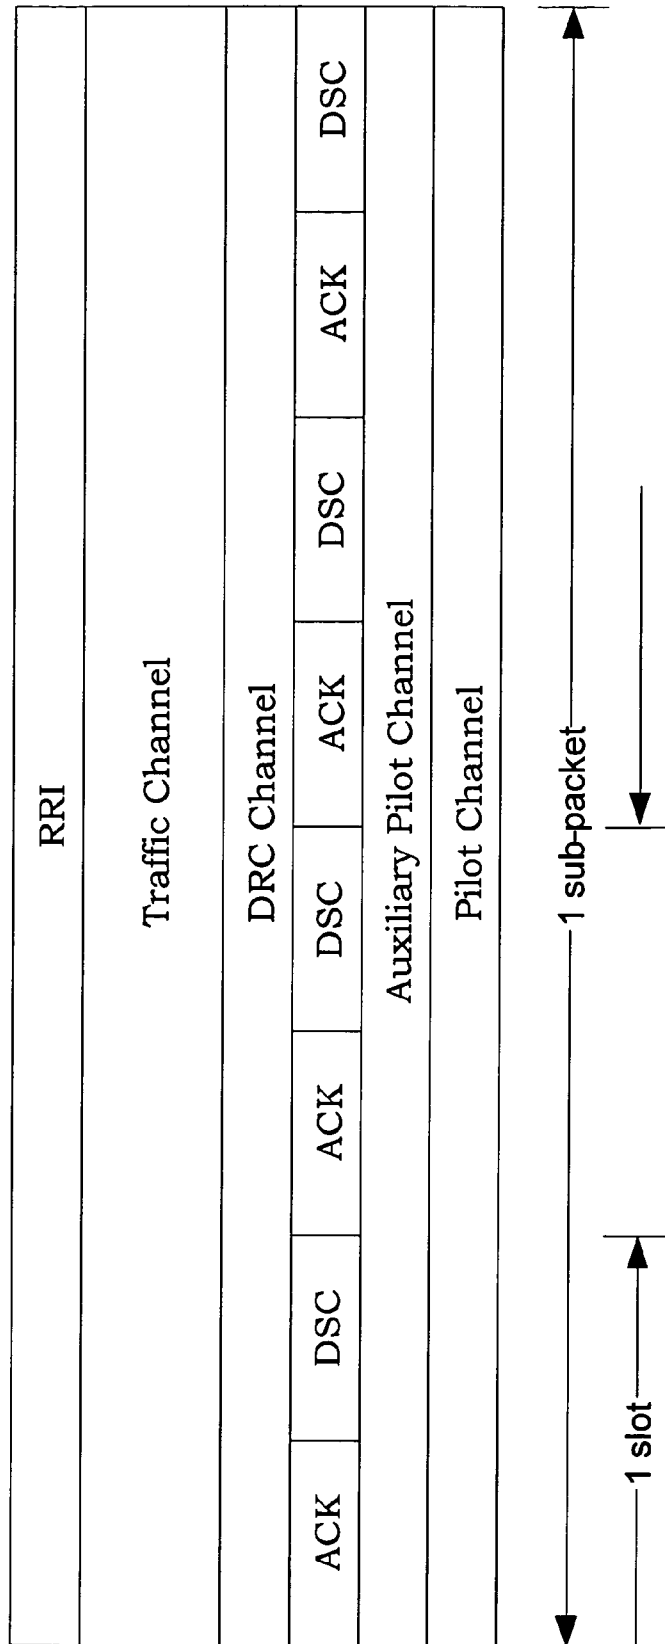 RRI
Traffic Channel
DRC Channel
ACK DSC ACK DSC ACK DSC ACK DSC
Auxiliary Pilot Channel
Pilot Channel
1 sub-packet
1 slot